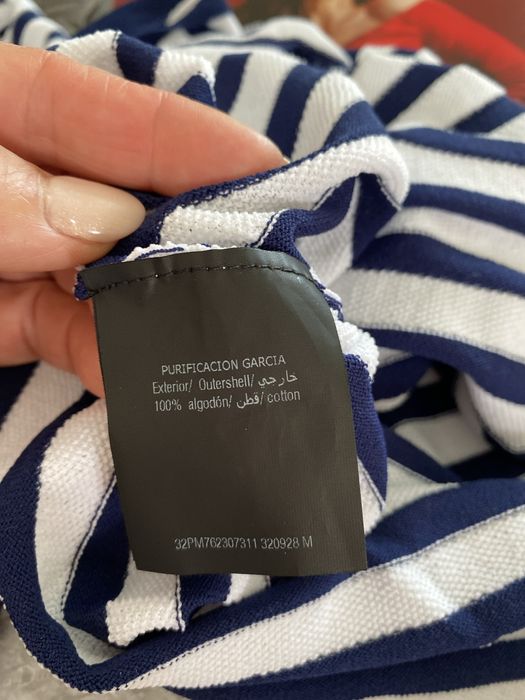 PURIFICACION GARCIA
Exterior/ Outershell/ خارجي
100% algodón/ قطن/ cotton
32PM762307311 320928 M